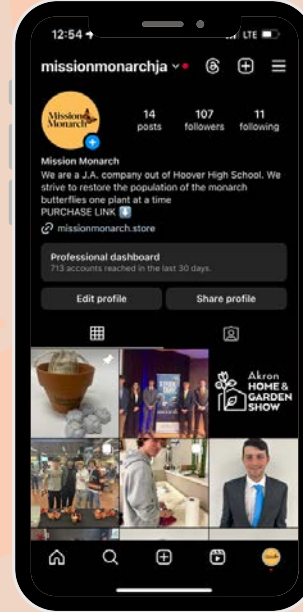 12:54
LTE
missionmonarchja
Mission
Monarch
14
107
11
posts
followers
following
Mission Monarch
We are a J.A. company out of Hoover High School. We
strive to restore the population of the monarch
butterflies one plant at a time
PURCHASE LINK ⬇️
missionmonarch.store
Professional dashboard
713 accounts reached in the last 30 days.
Edit profile
Share profile
Akron
HOME &
GARDEN
SHOW